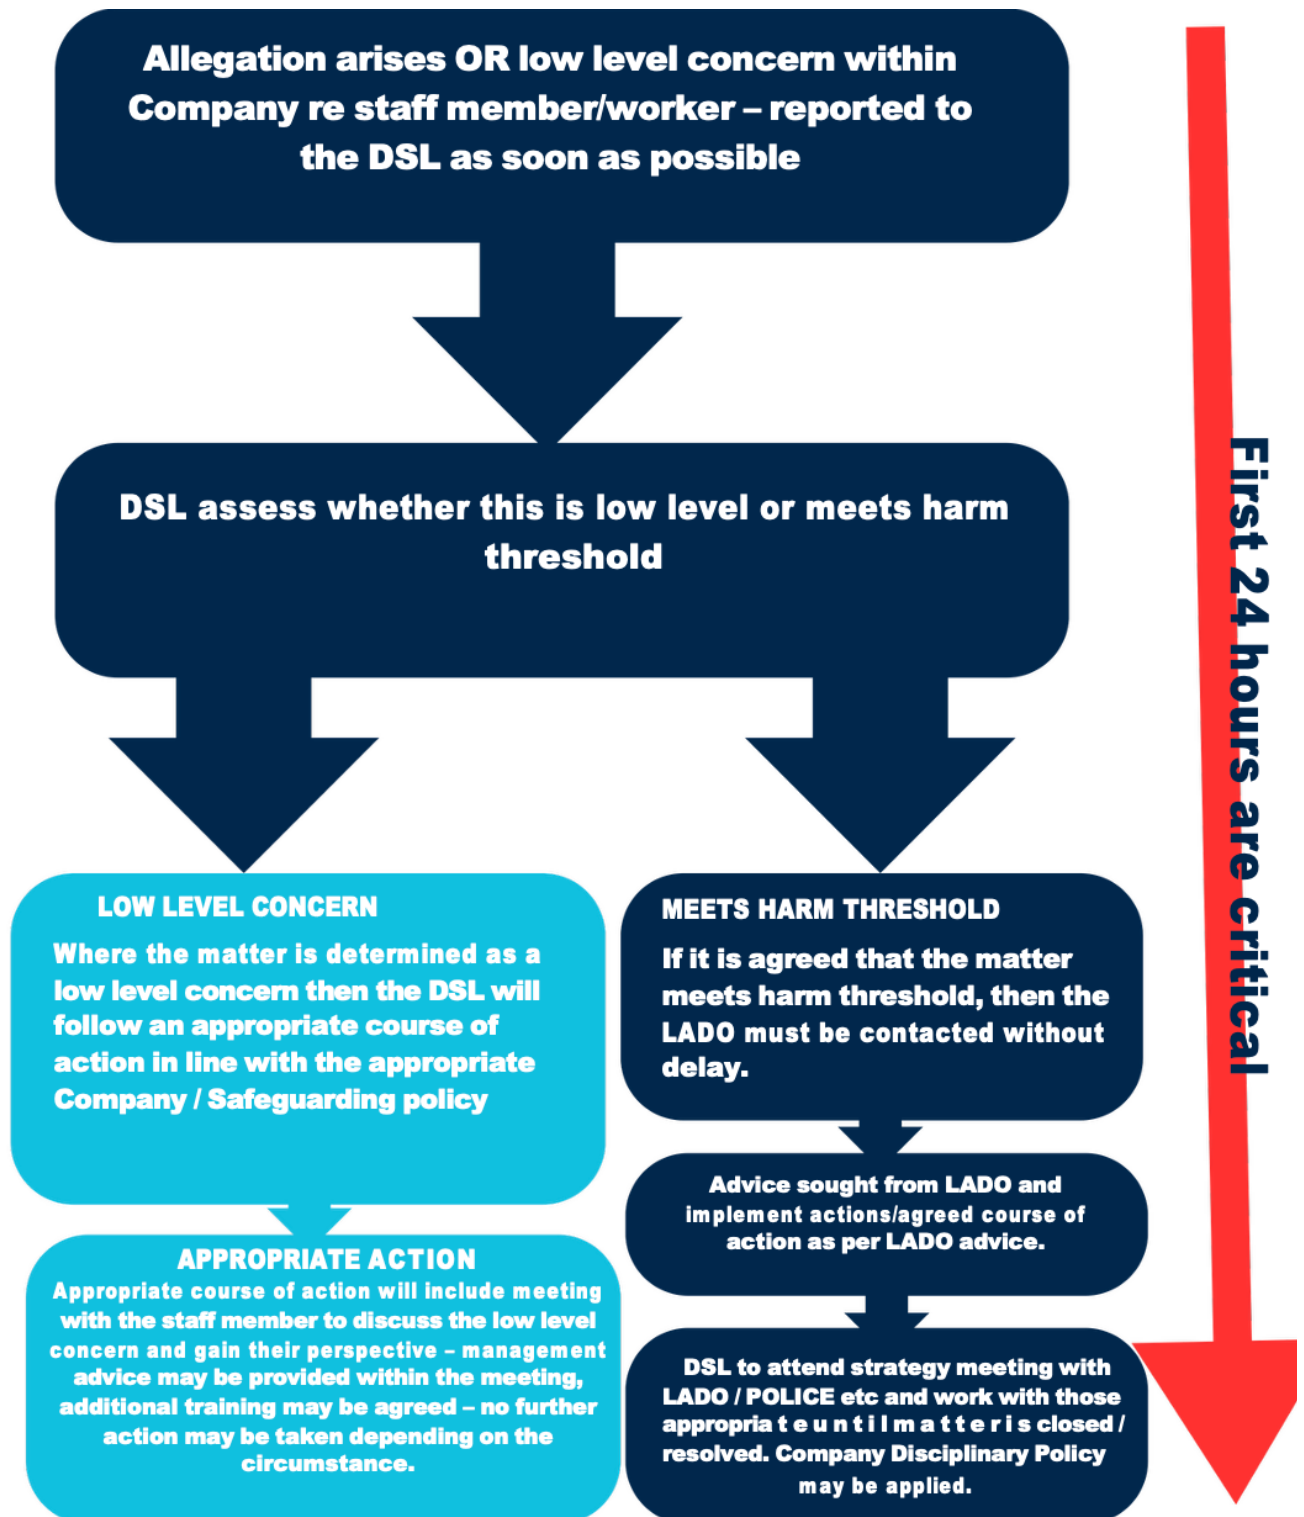 Allegation arises OR low level concern within
Company re staff member/worker – reported to
the DSL as soon as possible
DSL assess whether this is low level or meets harm
threshold
LOW LEVEL CONCERN
Where the matter is determined as a
low level concern then the DSL will
follow an appropriate course of
action in line with the appropriate
Company / Safeguarding policy
APPROPRIATE ACTION
Appropriate course of action will include meeting
with the staff member to discuss the low level
concern and gain their perspective – management
advice may be provided within the meeting,
additional training may be agreed – no further
action may be taken depending on the
circumstance.
MEETS HARM THRESHOLD
If it is agreed that the matter
meets harm threshold, then the
LADO must be contacted without
delay.
Advice sought from LADO and
implement actions/agreed course of
action as per LADO advice.
DSL to attend strategy meeting with
LADO / POLICE etc and work with those
appropria t e u n t i l m a t t e r i s closed /
resolved. Company Disciplinary Policy
may be applied.
First 24 hours are critical